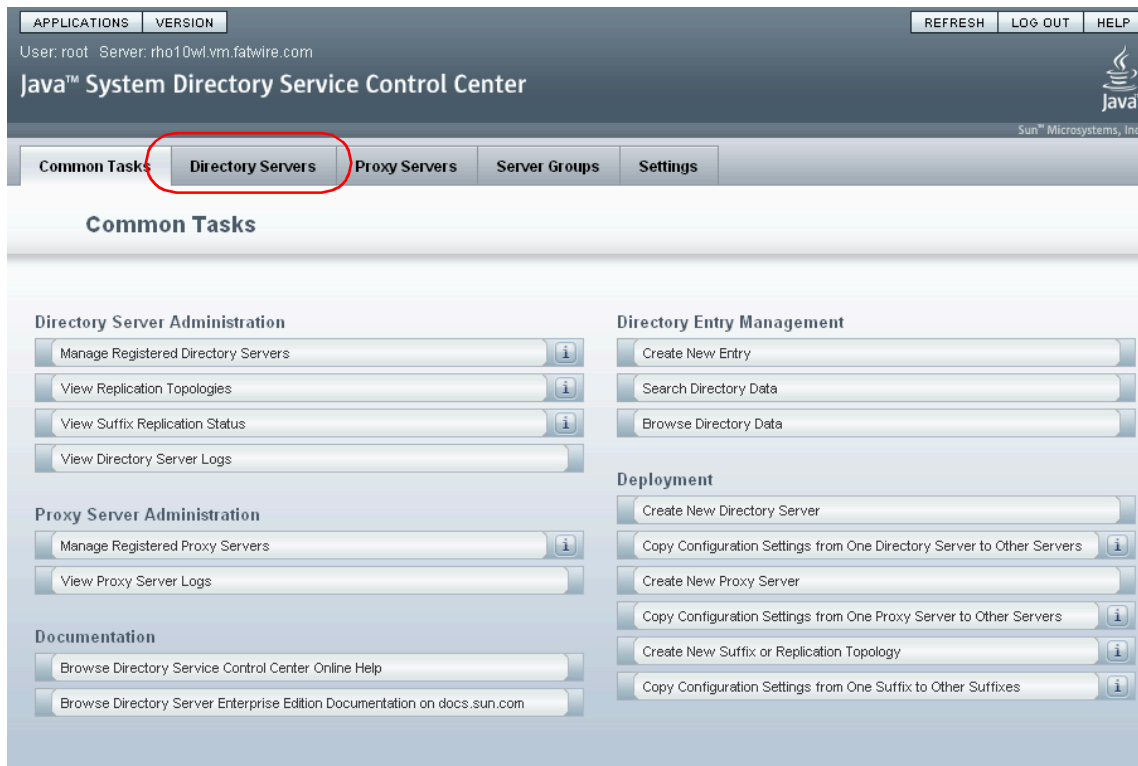 APPLICATIONS VERSION REFRESH LOG OUT HELP
User: root Server: rho10wl.vm.fatwire.com
Java™ System Directory Service Control Center
Java
Sun™ Microsystems, Inc
Common Tasks Directory Servers Proxy Servers Server Groups Settings
Common Tasks
Directory Server Administration
Manage Registered Directory Servers
View Replication Topologies
View Suffix Replication Status
View Directory Server Logs
Proxy Server Administration
Manage Registered Proxy Servers
View Proxy Server Logs
Documentation
Browse Directory Service Control Center Online Help
Browse Directory Server Enterprise Edition Documentation on docs.sun.com
Directory Entry Management
Create New Entry
Search Directory Data
Browse Directory Data
Deployment
Create New Directory Server
Copy Configuration Settings from One Directory Server to Other Servers
Create New Proxy Server
Copy Configuration Settings from One Proxy Server to Other Servers
Create New Suffix or Replication Topology
Copy Configuration Settings from One Suffix to Other Suffixes